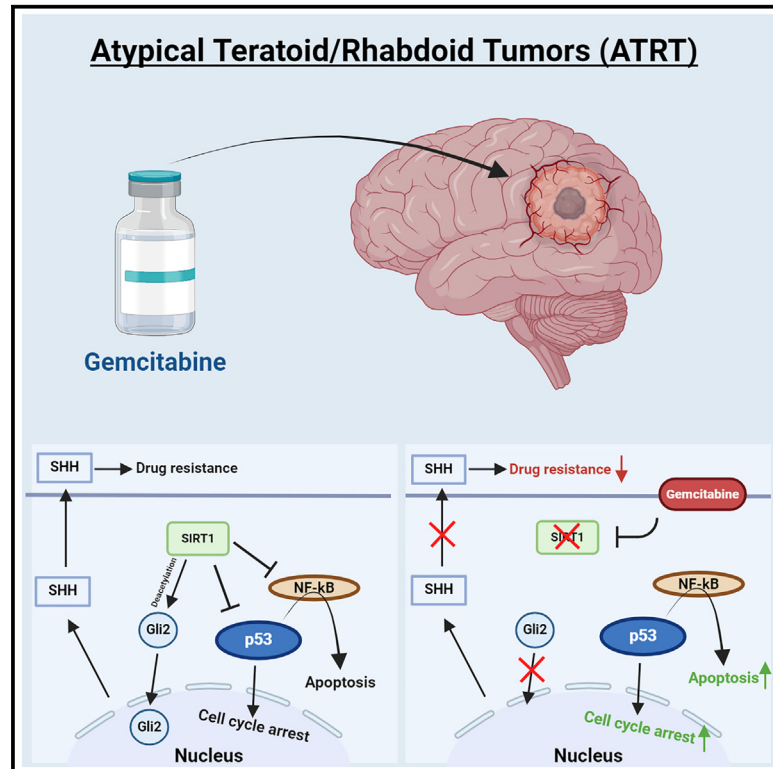 Atypical Teratoid/Rhabdoid Tumors (ATRT)
Gemcitabine
SHH
Drug resistance
SIRT1
Deacetylation
NF-kB
SHH
Gli2
p53
Apoptosis
Gli2
Cell cycle arrest
Nucleus
SHH
Drug resistance
Gemcitabine
SIRT1
NF-kB
SHH
Gli2
p53
Apoptosis
Cell cycle arrest
Nucleus